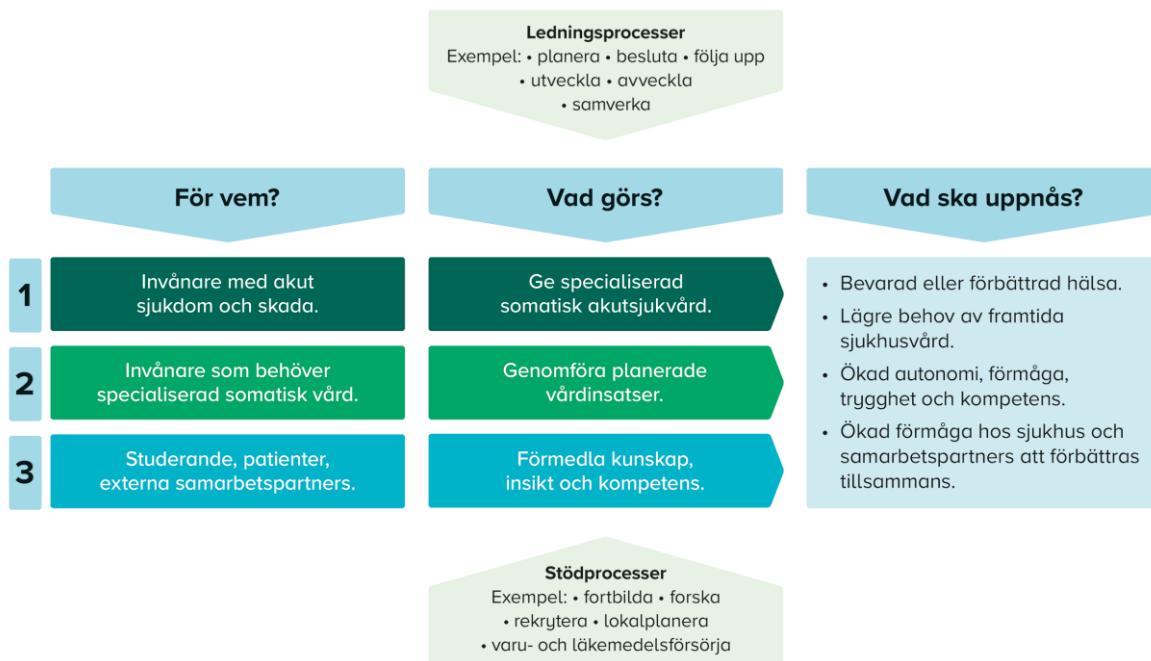 Ledningsprocesser
Exempel: • planera • besluta • följa upp
• utveckla • avveckla
• samverka
För vem?
Vad görs?
Vad ska uppnås?
1
Invånare med akut
sjukdom och skada.
Ge specialiserad
somatisk akutsjukvård.
2
Invånare som behöver
specialiserad somatisk vård.
Genomföra planerade
vårdinsatser.
3
Studerande, patienter,
externa samarbetspartners.
Förmedla kunskap,
insikt och kompetens.
• Bevarad eller förbättrad hälsa.
• Lägre behov av framtida
sjukhusvård.
• Ökad autonomi, förmåga,
trygghet och kompetens.
• Ökad förmåga hos sjukhus och
samarbetspartners att förbättras
tillsammans.
Stödprocesser
Exempel: • fortbilda • forska
• rekrytera • lokalplanera
• varu- och läkemedelsförsörja